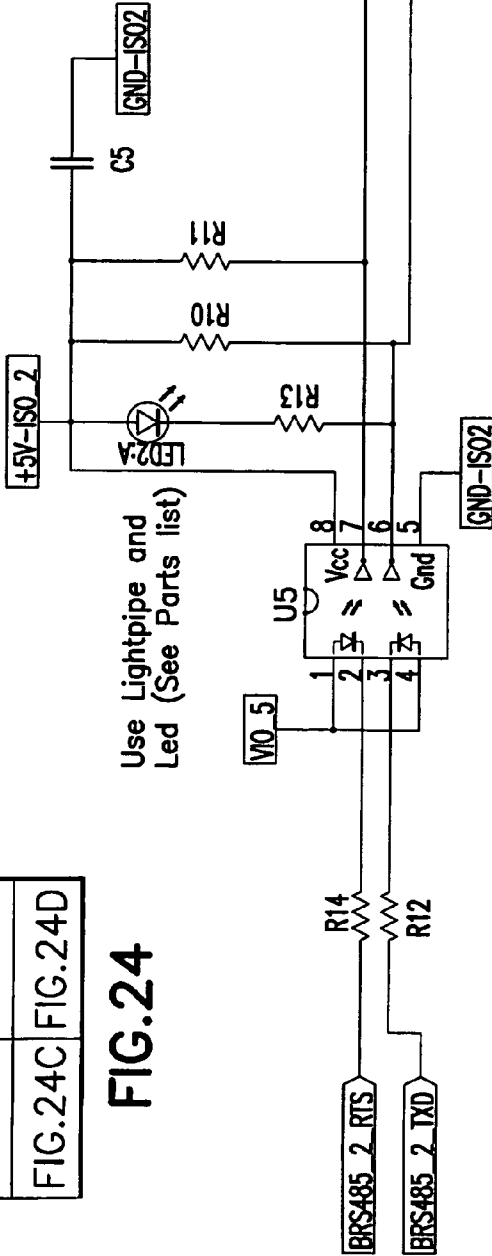 GND-ISO2
C5
R11
R10
+5V-ISO_2
LED2:A
R13
Use Lightpipe and
Led (See Parts list)
GND-ISO2
8
7
6
5
Vcc
Gnd
U5
1
2
3
4
VIO_5
R14
R12
FIG.24C FIG.24D
FIG.24
BRS485_2_RTS
BRS485_2_TXD